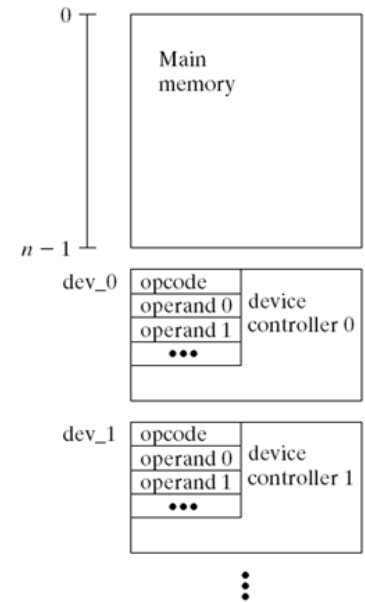 0
Main
memory
n − 1
dev_0
opcode
operand 0
operand 1
•••
device
controller 0
dev_1
opcode
operand 0
operand 1
•••
device
controller 1